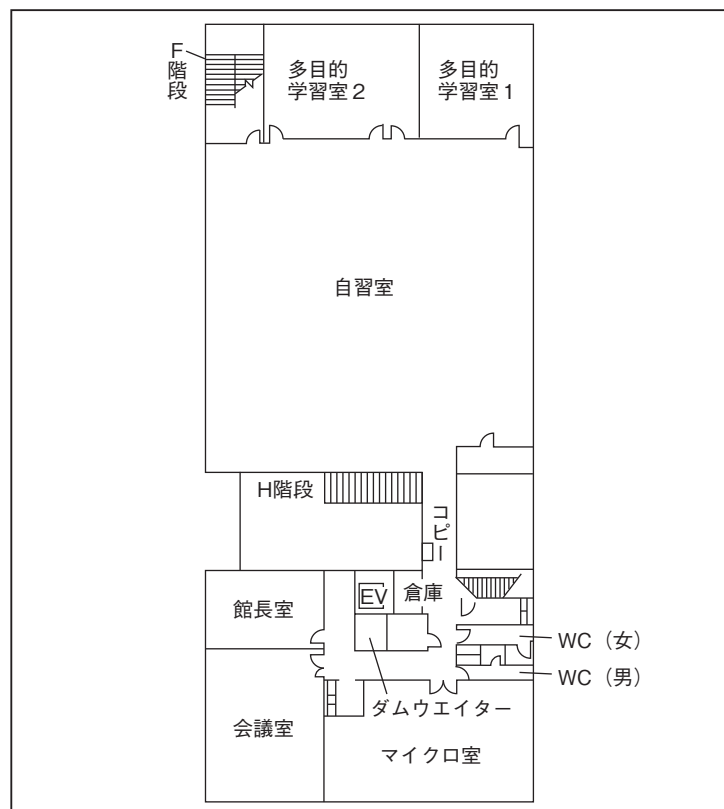 F階段
多目的
学習室2
多目的
学習室1
自習室
H階段
コピー
館長室
EV
倉庫
WC（女）
WC（男）
会議室
ダムウエイター
マイクロ室